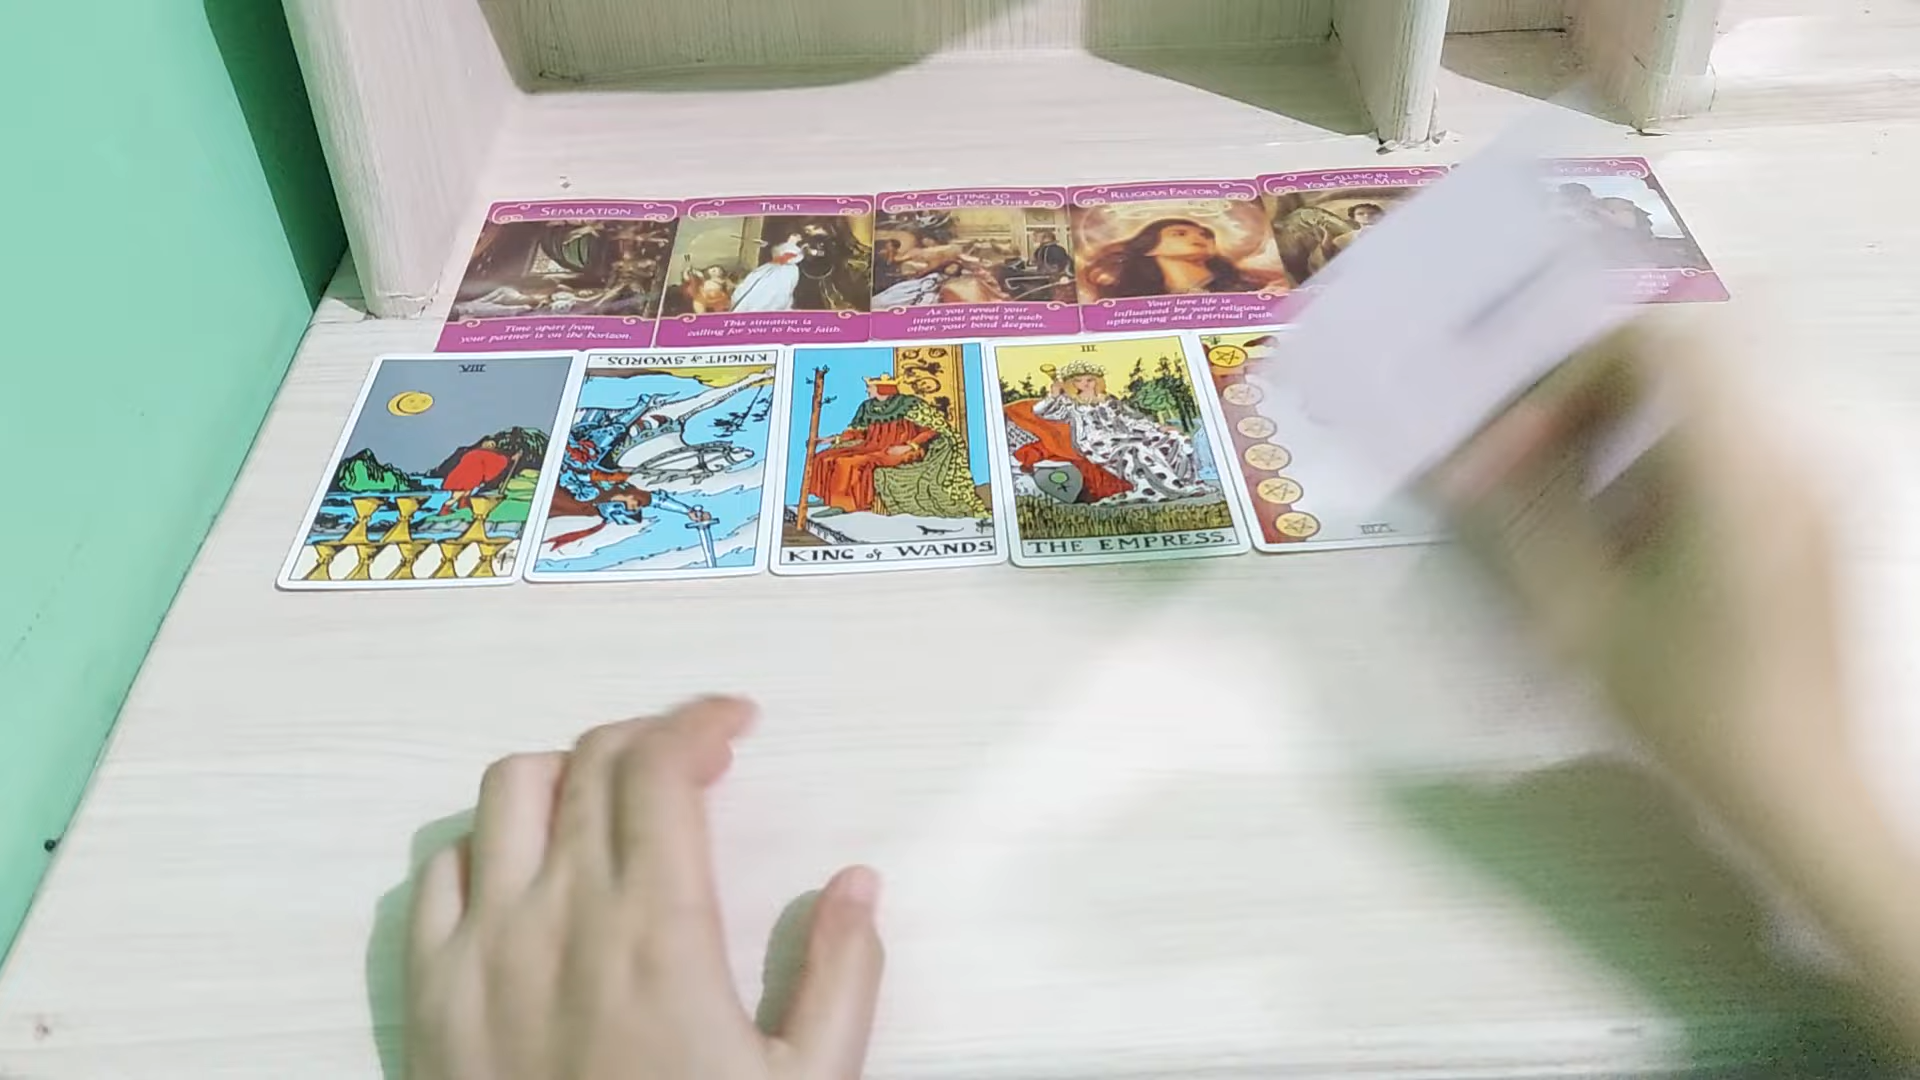 SEPARATION
Time apart from
your partner is on the horizon.
TRUST
This situation is
calling for you to have faith.
GETTING TO
KNOW EACH OTHER
As you reveal your
innermost selves to each
other, your bond deepens.
RELIGIOUS FACTORS
Your love life is
influenced by your religious
upbringing and spiritual path.
CALLING IN
YOUR SOUL MATE
what
VIII
KNIGHT of SWORDS.
KING of WANDS
III
THE EMPRESS.
VIII